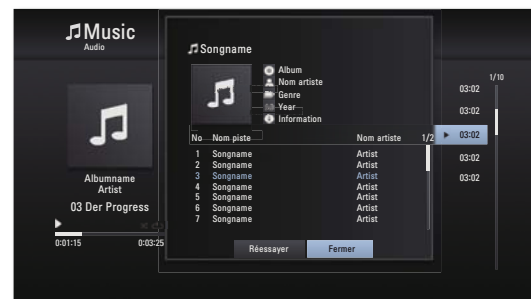 Music
Audio
Albumname
Artist
03 Der Progress
0:01:15 0:03:25
Songname
Album
Nom artiste
Genre
Year
Information
No Nom piste Nom artiste 1/2
1 Songname Artist
2 Songname Artist
3 Songname Artist
4 Songname Artist
5 Songname Artist
6 Songname Artist
7 Songname Artist
Réessayer Fermer
1/10
03:02
03:02
03:02
03:02
03:02